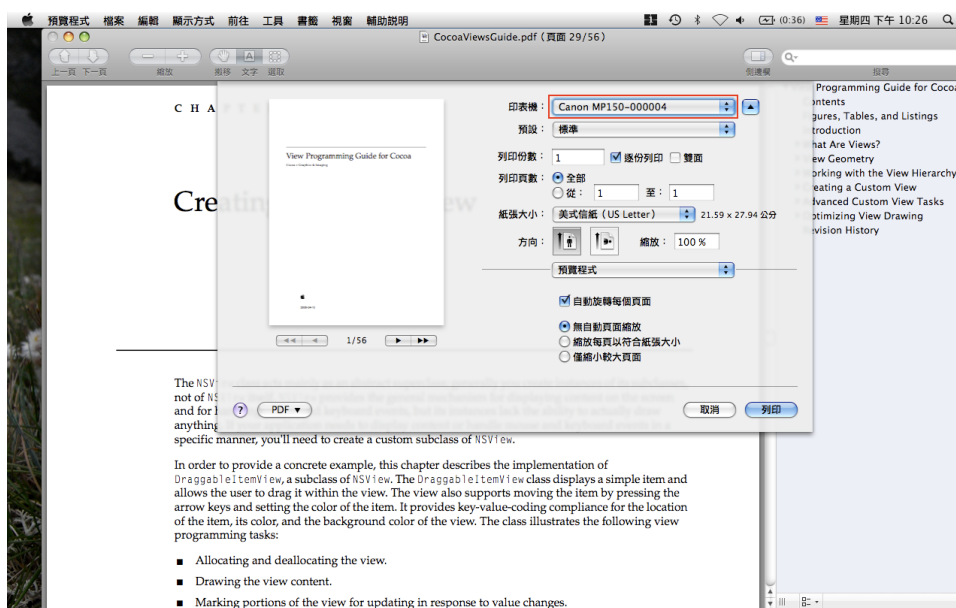 預覽程式 檔案 編輯 顯示方式 前往 工具 書籤 視窗 輔助說明 (0:36) 星期四 下午 10:26
CocoaViewsGuide.pdf (頁面 29/56)
上一頁 下一頁 縮放 搬移 文字 選取 側邊欄 搜尋
印表機: Canon MP150-000004
預設: 標準
列印份數: 1 逐份列印 雙面
列印頁數: 全部
從: 1 至: 1
紙張大小: 美式信紙 (US Letter) 21.59 x 27.94 公分
方向: 縮放: 100 %
預覽程式
自動旋轉每個頁面
無自動頁面縮放
縮放每頁以符合紙張大小
僅縮小較大頁面
View Programming Guide for Cocoa
1/56
? PDF 取消 列印
Programming Guide for Cocoa
ontents
gures, Tables, and Listings
troduction
hat Are Views?
ew Geometry
orking with the View Hierarchy
eating a Custom View
dvanced Custom View Tasks
ptimizing View Drawing
evision History
C H A P T E R
Creating
The NSV
not of NS
and for h
anything
specific manner, you'll need to create a custom subclass of NSView.
In order to provide a concrete example, this chapter describes the implementation of
DraggableItemView, a subclass of NSView. The DraggableItemView class displays a simple item and
allows the user to drag it within the view. The view also supports moving the item by pressing the
arrow keys and setting the color of the item. It provides key-value-coding compliance for the location
of the item, its color, and the background color of the view. The class illustrates the following view
programming tasks:
■ Allocating and deallocating the view.
■ Drawing the view content.
■ Marking portions of the view for updating in response to value changes.